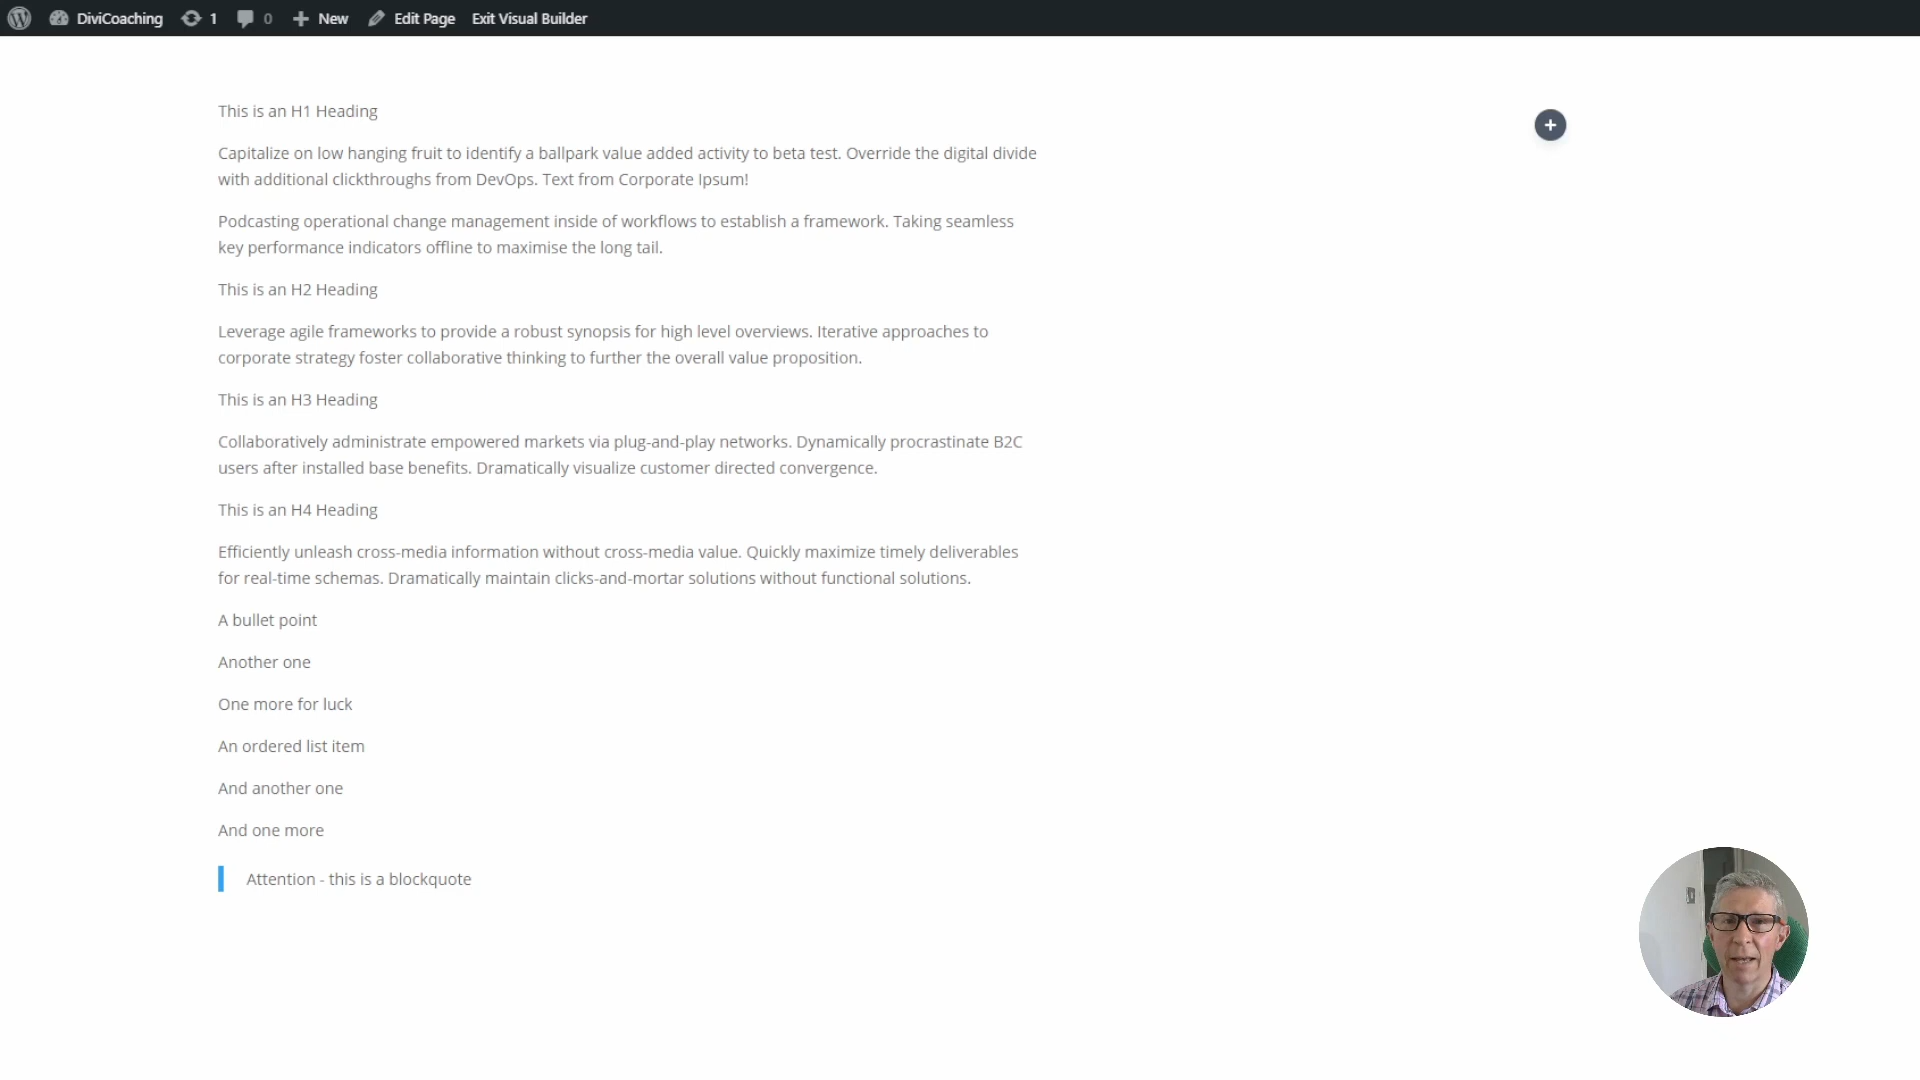 DiviCoaching 1 0 New Edit Page Exit Visual Builder
This is an H1 Heading
Capitalize on low hanging fruit to identify a ballpark value added activity to beta test. Override the digital divide
with additional clickthroughs from DevOps. Text from Corporate Ipsum!
Podcasting operational change management inside of workflows to establish a framework. Taking seamless
key performance indicators offline to maximise the long tail.
This is an H2 Heading
Leverage agile frameworks to provide a robust synopsis for high level overviews. Iterative approaches to
corporate strategy foster collaborative thinking to further the overall value proposition.
This is an H3 Heading
Collaboratively administrate empowered markets via plug-and-play networks. Dynamically procrastinate B2C
users after installed base benefits. Dramatically visualize customer directed convergence.
This is an H4 Heading
Efficiently unleash cross-media information without cross-media value. Quickly maximize timely deliverables
for real-time schemas. Dramatically maintain clicks-and-mortar solutions without functional solutions.
A bullet point
Another one
One more for luck
An ordered list item
And another one
And one more
Attention - this is a blockquote